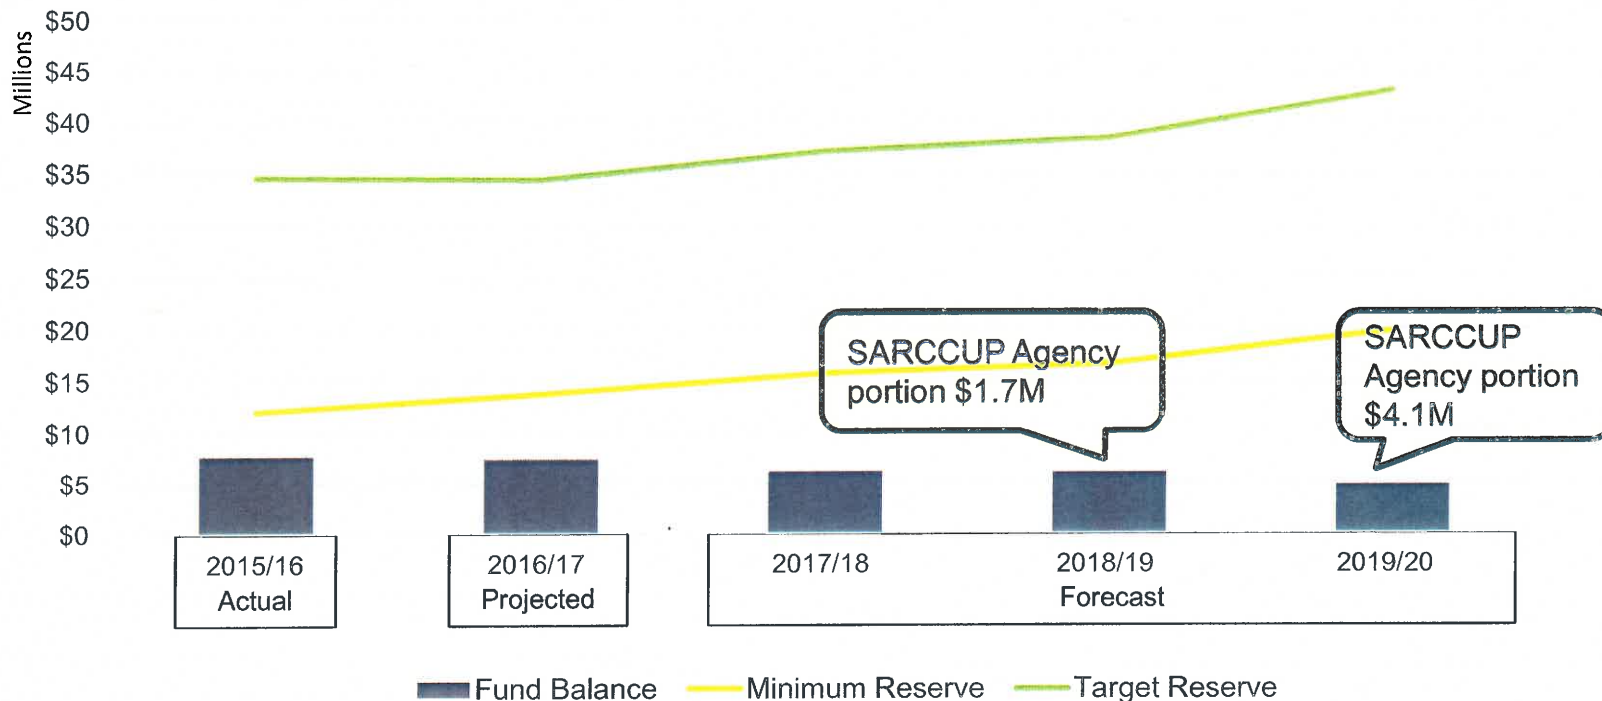 Millions
$50
$45
$40
$35
$30
$25
$20
$15
$10
$5
$0
SARCCUP Agency
portion $1.7M
SARCCUP
Agency portion
$4.1M
2015/16
Actual
2016/17
Projected
2017/18
2018/19
2019/20
Forecast
Fund Balance
Minimum Reserve
Target Reserve